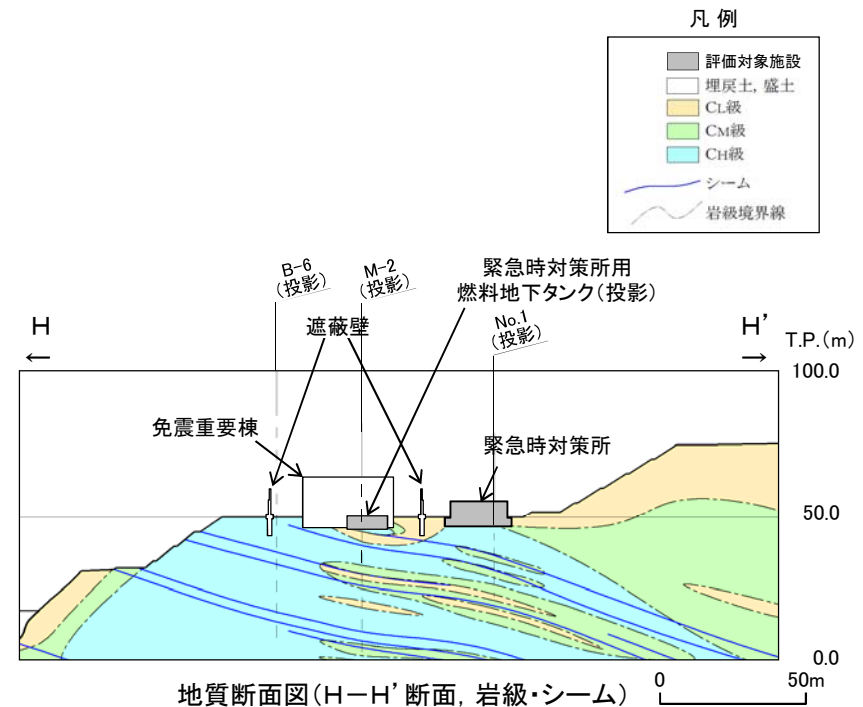 凡 例
評価対象施設
埋戻土，盛土
CL級
CM級
CH級
シーム
岩級境界線
B-6
（投影）
M-2
（投影）
緊急時対策所用
燃料地下タンク（投影）
No.1
（投影）
遮蔽壁
H
←
H’
→
T.P.（m）
100.0
免震重要棟
緊急時対策所
50.0
0.0
地質断面図（H－H’断面，岩級・シーム）
0
50m